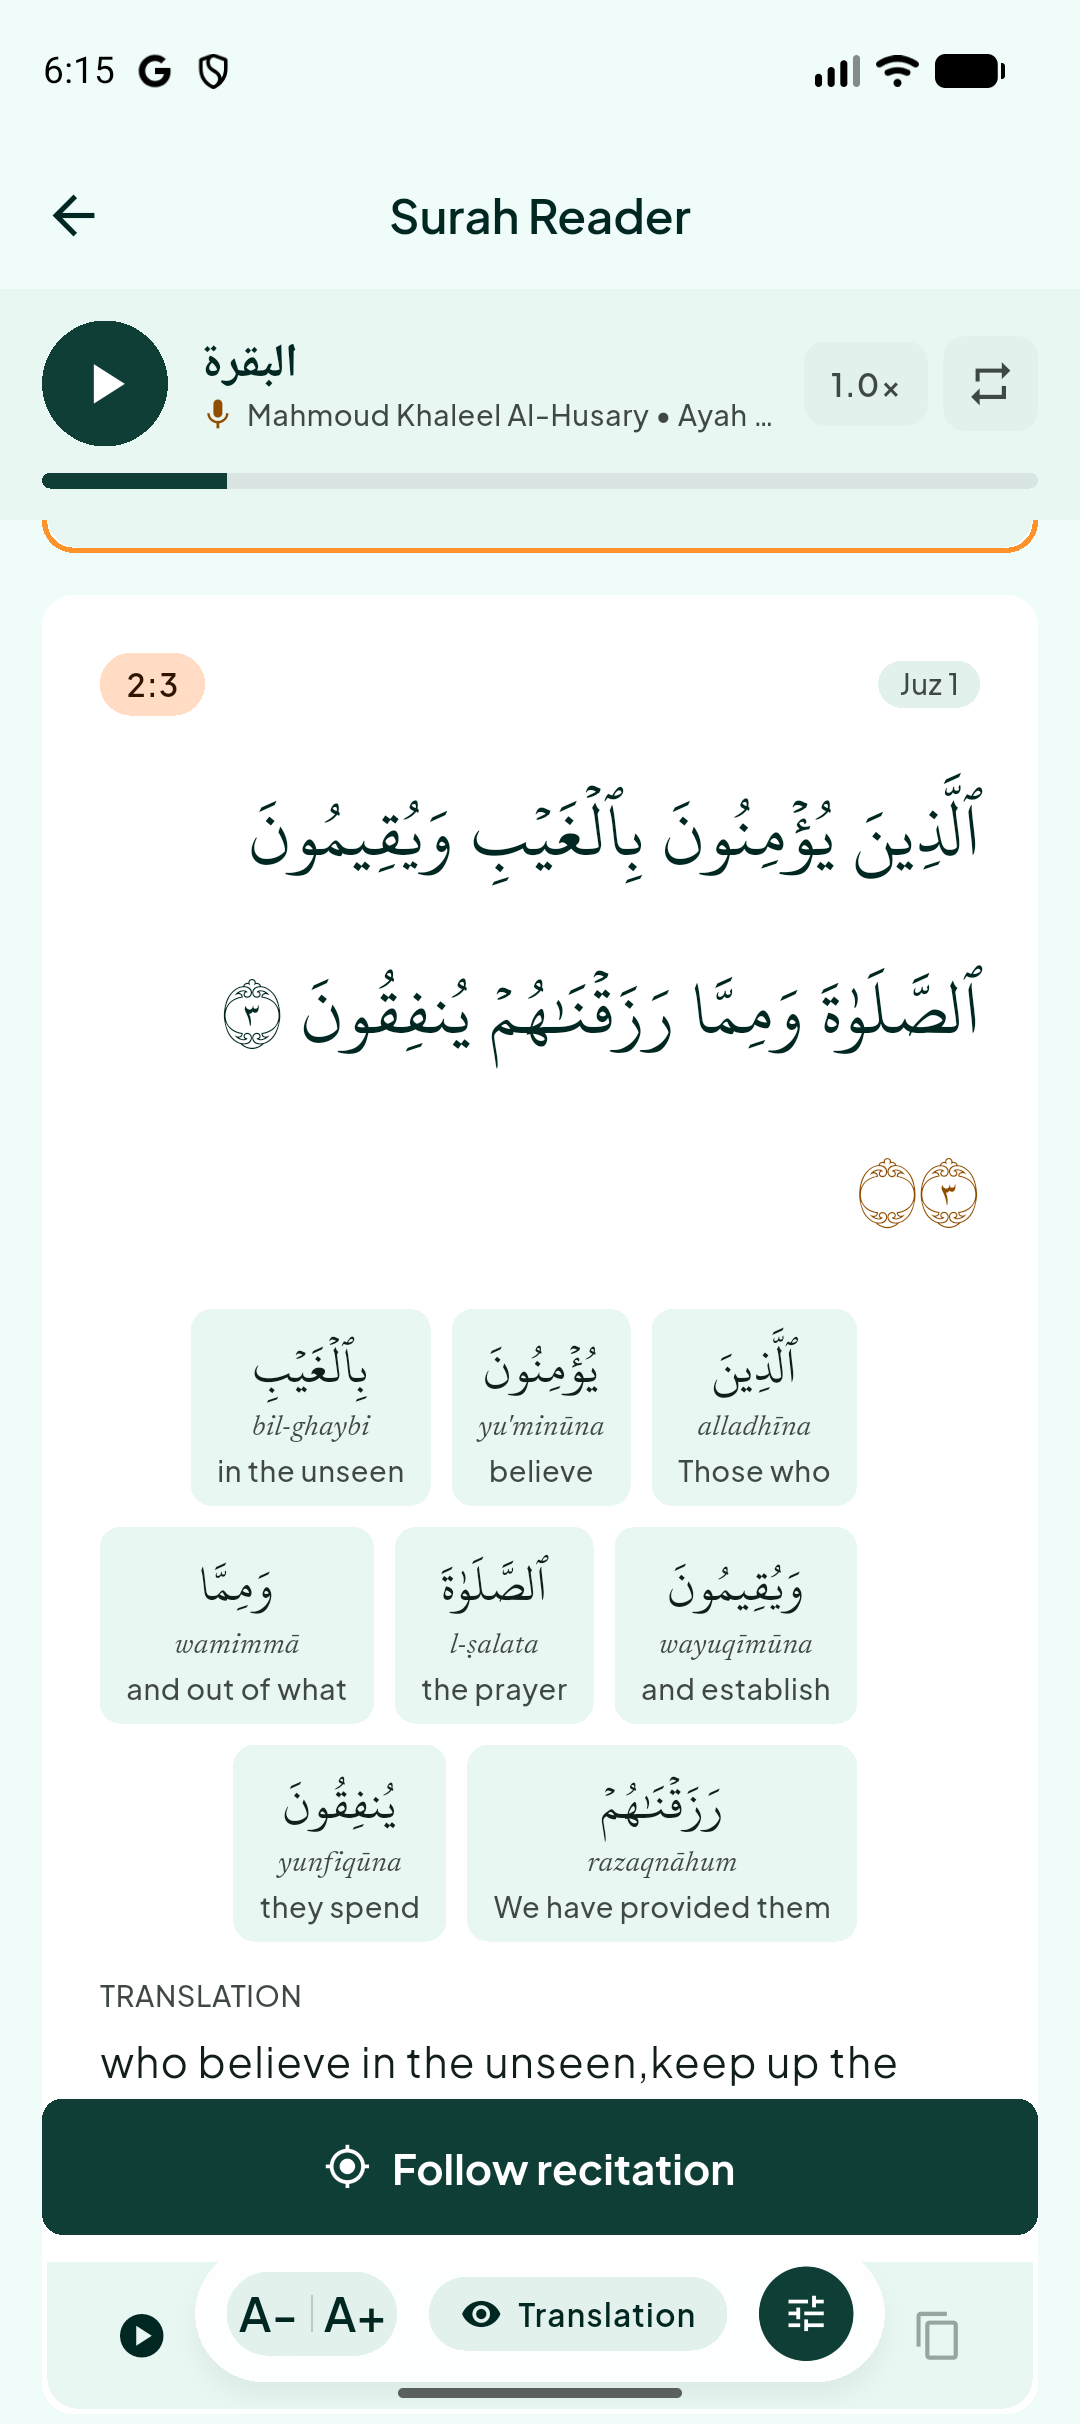 6:15
Surah Reader
البقرة
Mahmoud Khaleel Al-Husary • Ayah ...
1.0×
2:3
Juz 1
ٱلَّذِينَ يُؤۡمِنُونَ بِٱلۡغَيۡبِ وَيُقِيمُونَ
ٱلصَّلَوٰةَ وَمِمَّا رَزَقۡنَٰهُمۡ يُنفِقُونَ ٣
٣
ٱلَّذِينَ
alladhīna
Those who
يُؤۡمِنُونَ
yu'minūna
believe
بِٱلۡغَيۡبِ
bil-ghaybi
in the unseen
وَيُقِيمُونَ
wayuqīmūna
and establish
ٱلصَّلَوٰةَ
l-ṣalata
the prayer
وَمِمَّا
wamimmā
and out of what
رَزَقۡنَٰهُمۡ
razaqnāhum
We have provided them
يُنفِقُونَ
yunfiqūna
they spend
TRANSLATION
who believe in the unseen,keep up the
Follow recitation
A- A+ Translation